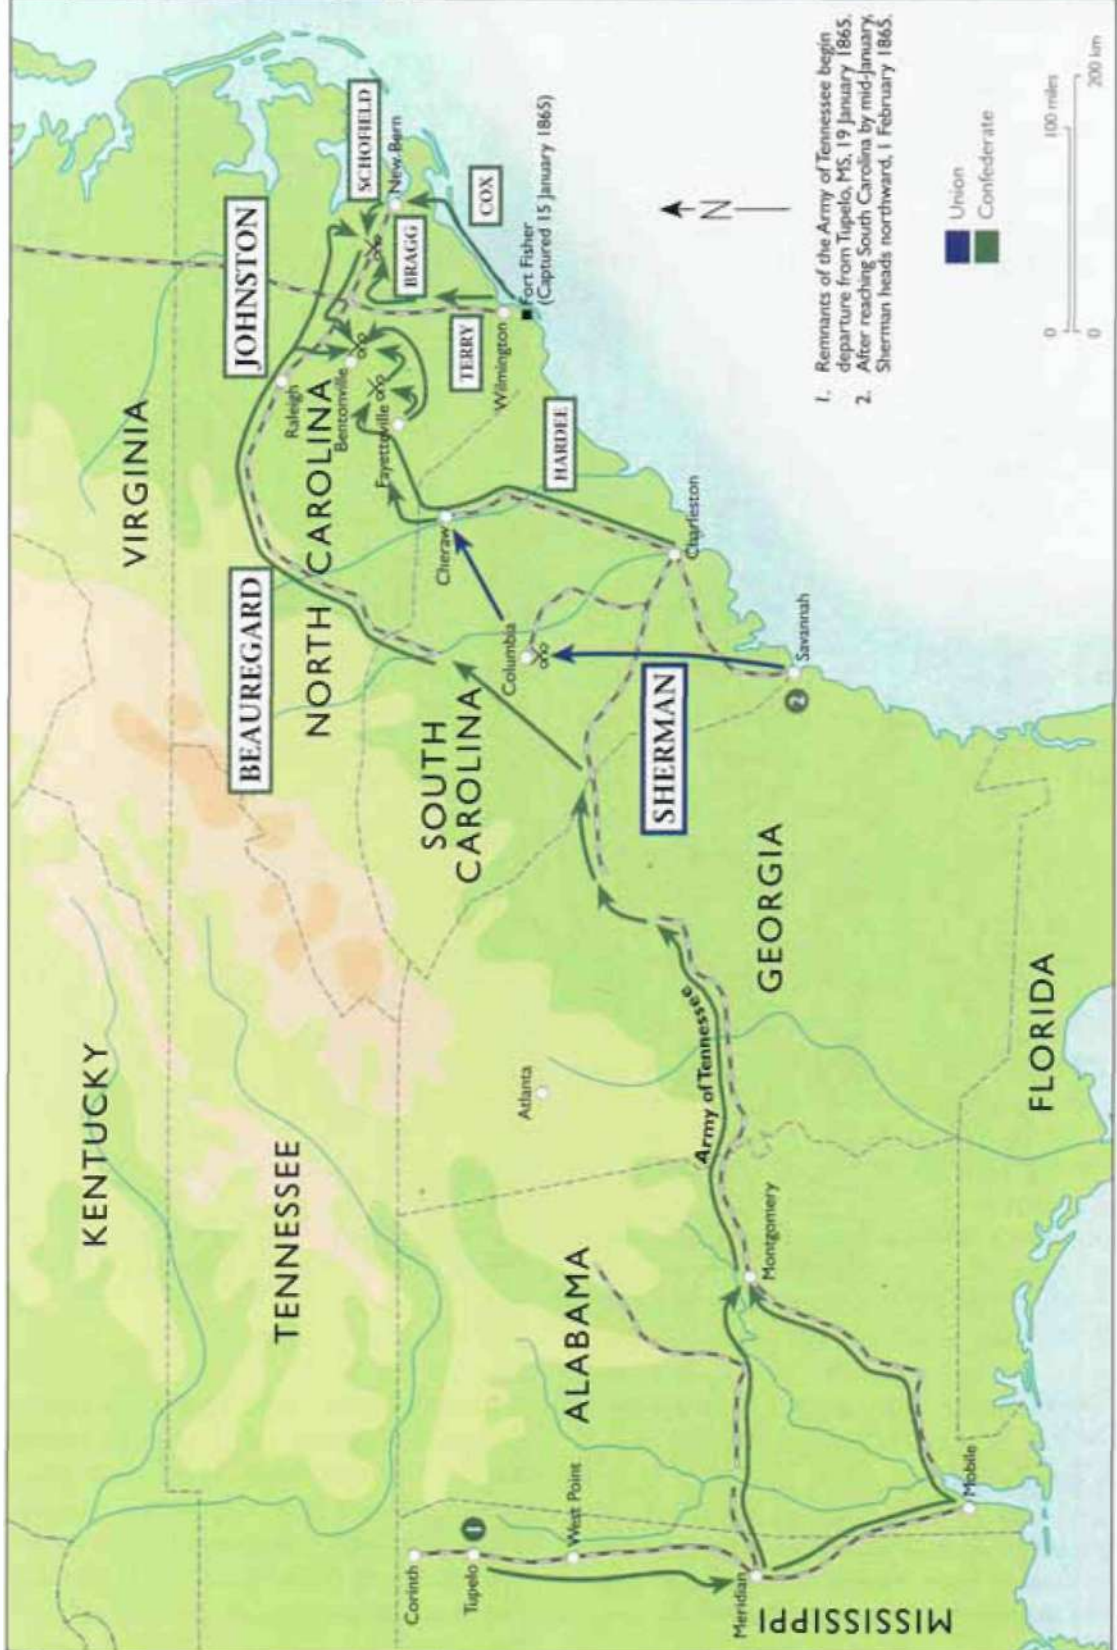 KENTUCKY
VIRGINIA
TENNESSEE
NORTH CAROLINA
SOUTH
CAROLINA
ALABAMA
GEORGIA
FLORIDA
MISSISSIPPI
BEAUREGARD
JOHNSTON
SCHOFIELD
BRAGG
COX
TERRY
HARDEE
SHERMAN
Corinth
Tupelo
1
West Point
Meridian
Mobile
Montgomery
Atlanta
Army of Tennessee
Columbia
Cheraw
Charleston
Savannah
2
Raleigh
Bentonville
Fayetteville
Wilmington
New Bern
Fort Fisher
(Captured 15 January 1865)
N
1. Remnants of the Army of Tennessee begin
departure from Tupelo, MS, 19 January 1865.
2. After reaching South Carolina by mid-January,
Sherman heads northward, 1 February 1865.
Union
Confederate
0 100 miles
0 200 km